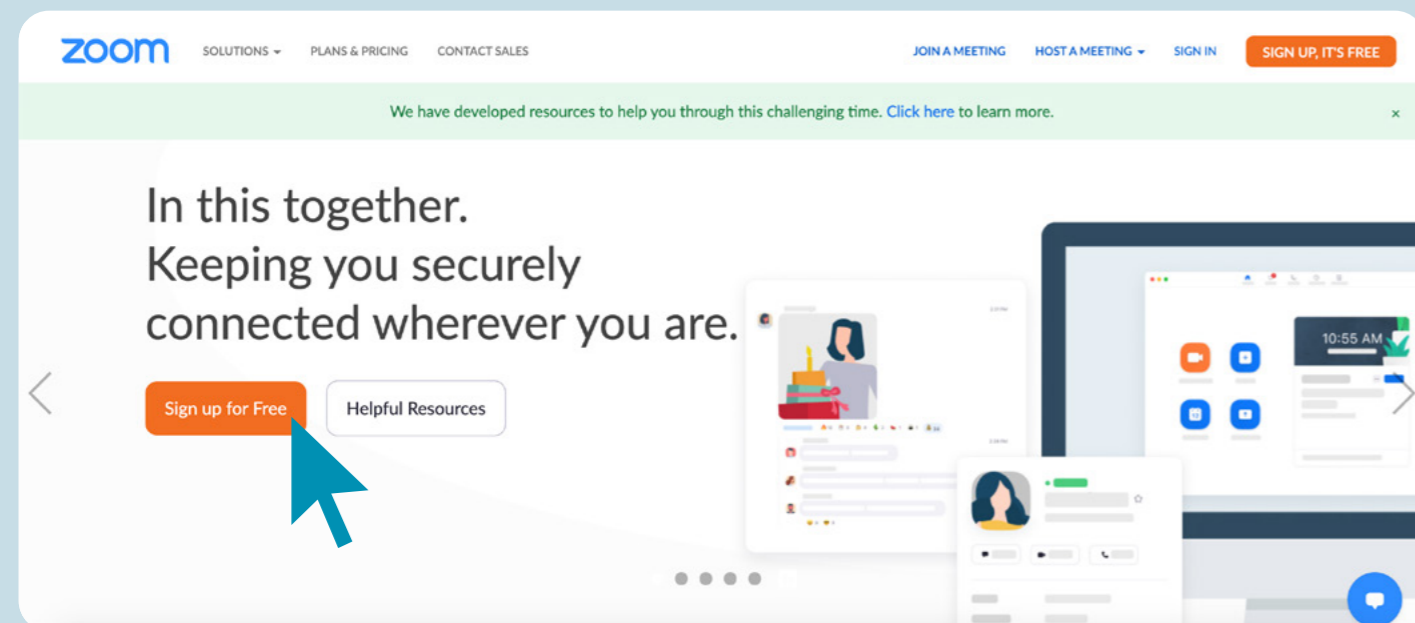 zoom SOLUTIONS PLANS & PRICING CONTACT SALES JOIN A MEETING HOST A MEETING SIGN IN SIGN UP, IT'S FREE
We have developed resources to help you through this challenging time. Click here to learn more. ×
In this together.
Keeping you securely
connected wherever you are.
10:55 AM
Sign up for Free Helpful Resources